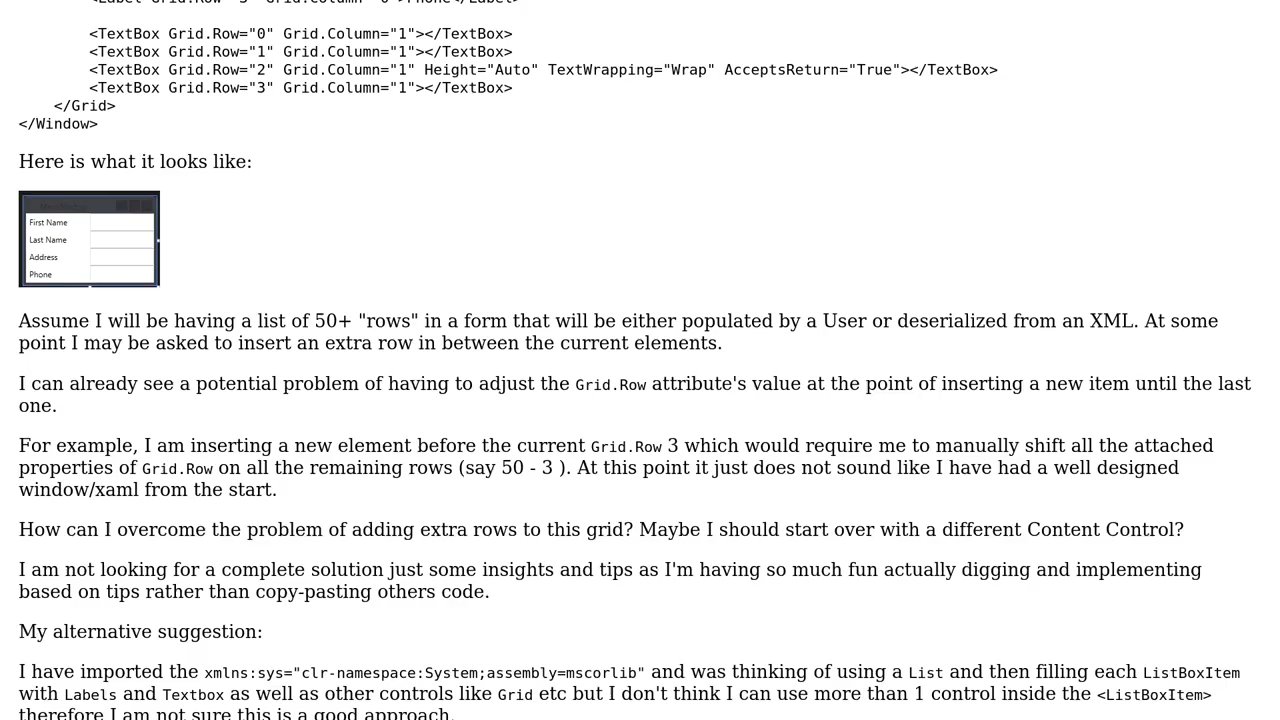 <Label Grid.Row="3" Grid.Column="0">Phone</Label>
<TextBox Grid.Row="0" Grid.Column="1"></TextBox>
<TextBox Grid.Row="1" Grid.Column="1"></TextBox>
<TextBox Grid.Row="2" Grid.Column="1" Height="Auto" TextWrapping="Wrap" AcceptsReturn="True"></TextBox>
<TextBox Grid.Row="3" Grid.Column="1"></TextBox>
</Grid>
</Window>
Here is what it looks like:
First Name
Last Name
Address
Phone
Assume I will be having a list of 50+ "rows" in a form that will be either populated by a User or deserialized from an XML. At some
point I may be asked to insert an extra row in between the current elements.
I can already see a potential problem of having to adjust the Grid.Row attribute's value at the point of inserting a new item until the last
one.
For example, I am inserting a new element before the current Grid.Row 3 which would require me to manually shift all the attached
properties of Grid.Row on all the remaining rows (say 50 - 3 ). At this point it just does not sound like I have had a well designed
window/xaml from the start.
How can I overcome the problem of adding extra rows to this grid? Maybe I should start over with a different Content Control?
I am not looking for a complete solution just some insights and tips as I'm having so much fun actually digging and implementing
based on tips rather than copy-pasting others code.
My alternative suggestion:
I have imported the xmlns:sys="clr-namespace:System;assembly=mscorlib" and was thinking of using a List and then filling each ListBoxItem
with Labels and Textbox as well as other controls like Grid etc but I don't think I can use more than 1 control inside the <ListBoxItem>
therefore I am not sure this is a good approach.